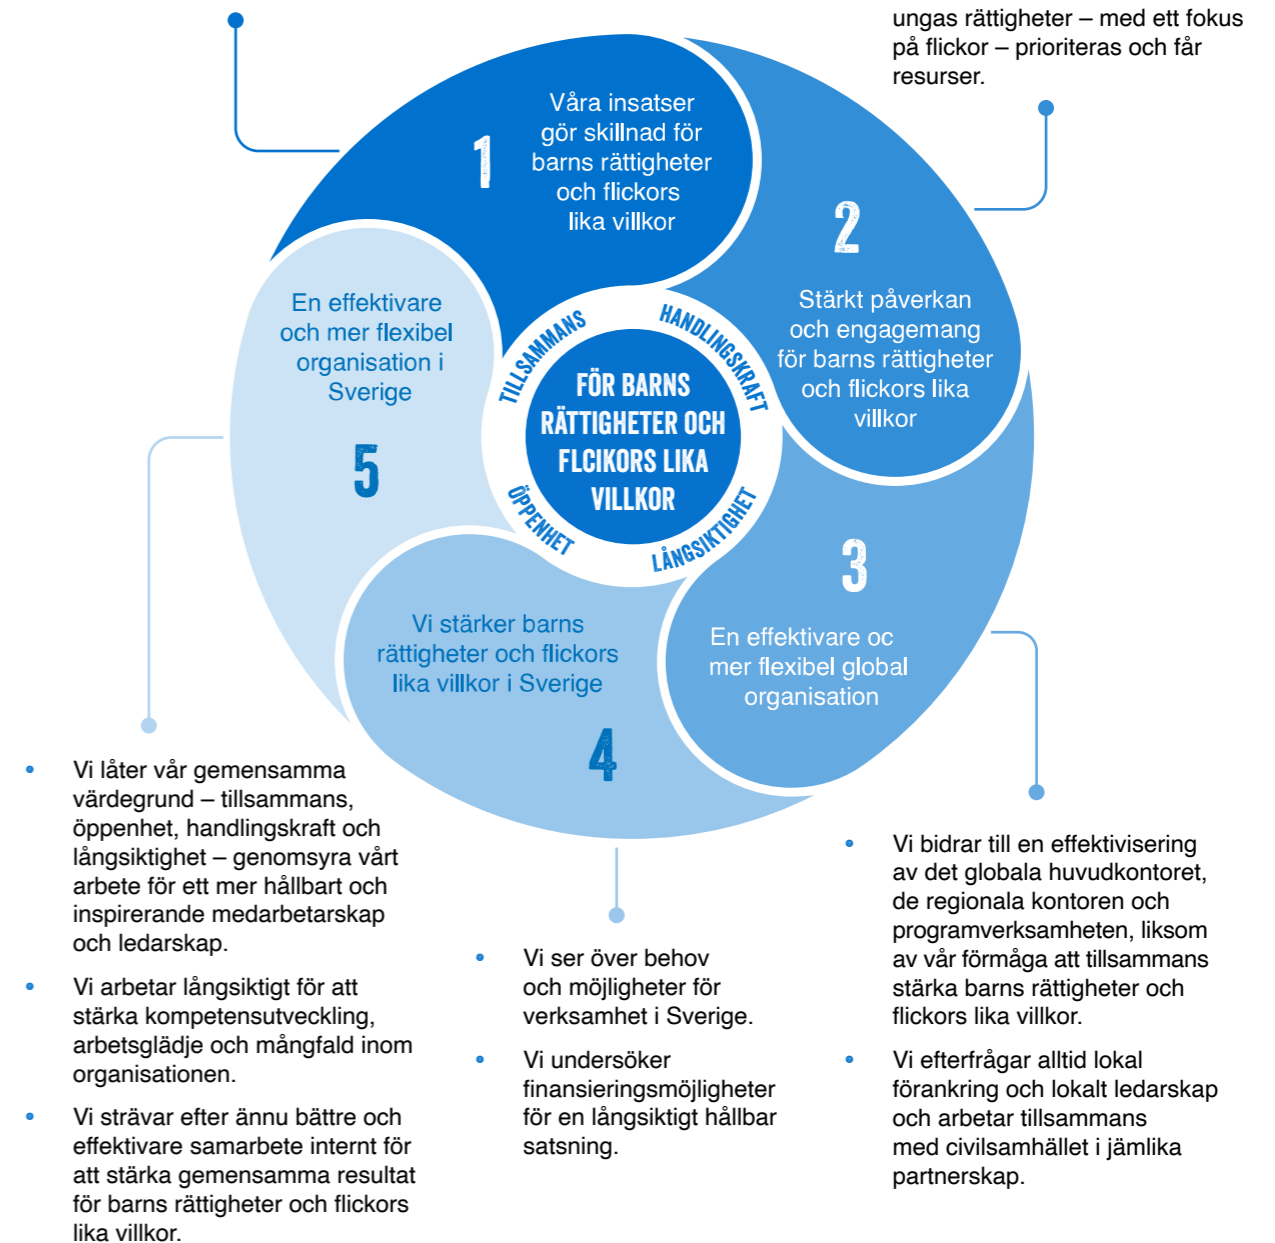 ungas rättigheter – med ett fokus
på flickor – prioriteras och får
resurser.
1
Våra insatser
gör skillnad för
barns rättigheter
och flickors
lika villkor
2
Stärkt påverkan
och engagemang
för barns rättigheter
och flickors lika
villkor
3
En effektivare oc
mer flexibel global
organisation
Vi stärker barns
rättigheter och flickors
lika villkor i Sverige
4
En effektivare
och mer flexibel
organisation i
Sverige
5
TILLSAMMANS
HANDLINGSKRAFT
LÅNGSIKTIGHET
ÖPPENHET
FÖR BARNS
RÄTTIGHETER OCH
FLCIKORS LIKA
VILLKOR
• Vi låter vår gemensamma
värdegrund – tillsammans,
öppenhet, handlingskraft och
långsiktighet – genomsyra vårt
arbete för ett mer hållbart och
inspirerande medarbetarskap
och ledarskap.
• Vi arbetar långsiktigt för att
stärka kompetensutveckling,
arbetsglädje och mångfald inom
organisationen.
• Vi strävar efter ännu bättre och
effektivare samarbete internt för
att stärka gemensamma resultat
för barns rättigheter och flickors
lika villkor.
• Vi ser över behov
och möjligheter för
verksamhet i Sverige.
• Vi undersöker
finansieringsmöjligheter
för en långsiktigt hållbar
satsning.
• Vi bidrar till en effektivisering
av det globala huvudkontoret,
de regionala kontoren och
programverksamheten, liksom
av vår förmåga att tillsammans
stärka barns rättigheter och
flickors lika villkor.
• Vi efterfrågar alltid lokal
förankring och lokalt ledarskap
och arbetar tillsammans
med civilsamhället i jämlika
partnerskap.